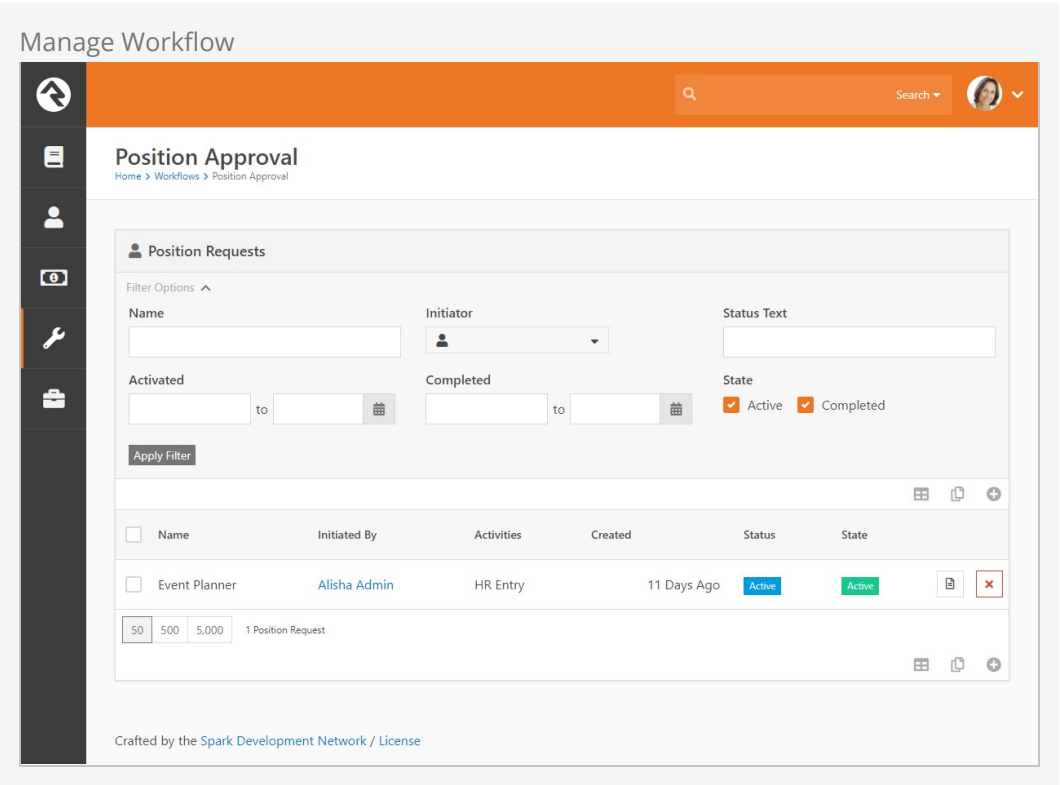 Manage Workflow
Search
Position Approval
Home > Workflows > Position Approval
Position Requests
Filter Options
Name Initiator Status Text
Activated Completed State
to to Active Completed
Apply Filter
Name Initiated By Activities Created Status State
Event Planner Alisha Admin HR Entry 11 Days Ago Active Active
50 500 5,000 1 Position Request
Crafted by the Spark Development Network / License